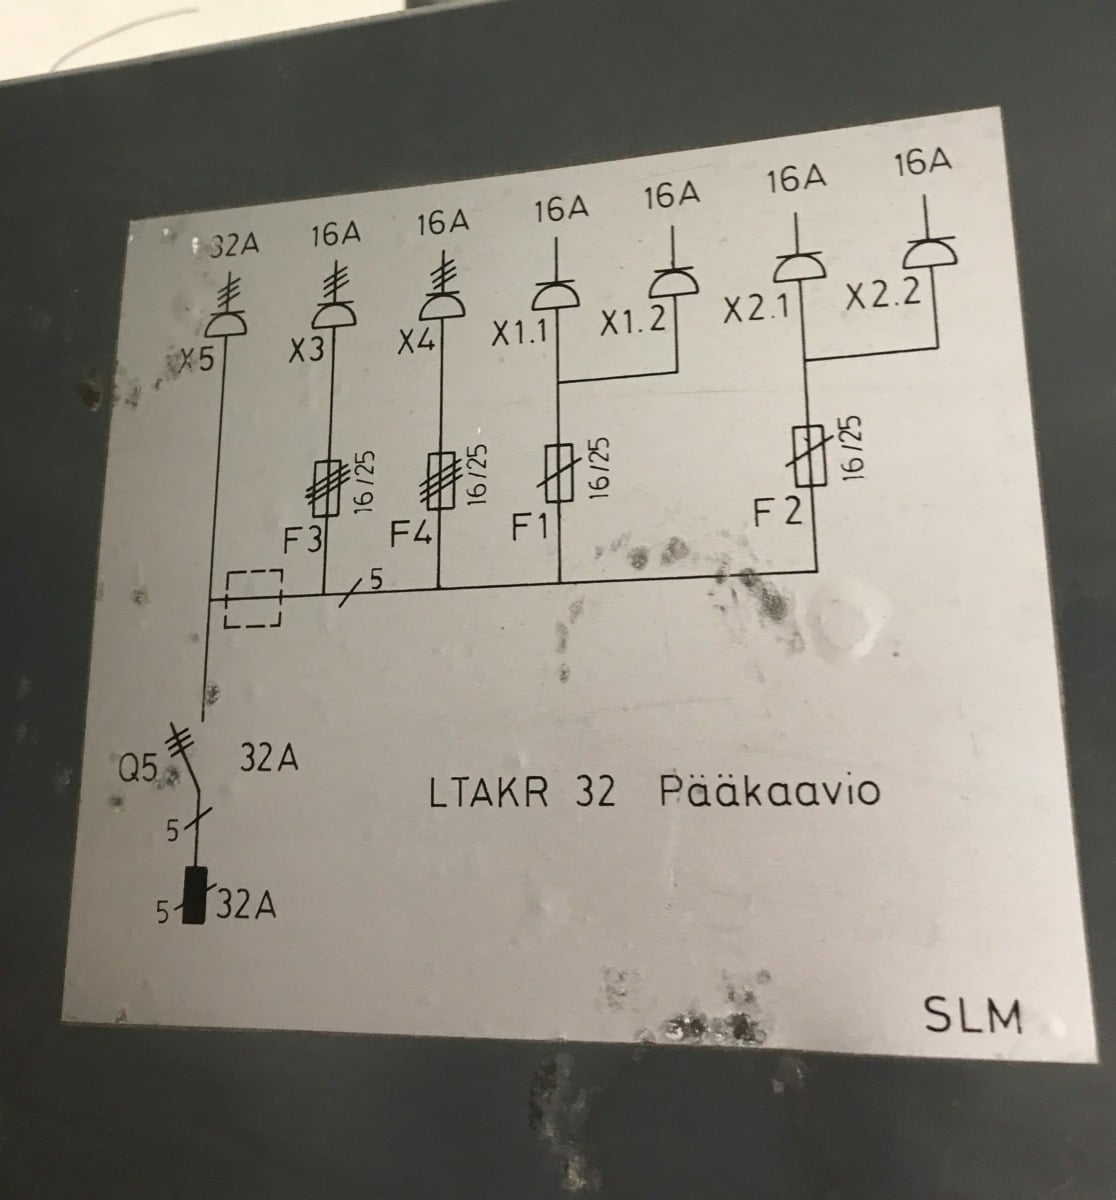 32A 16A 16A 16A 16A 16A 16A
X5 X3 X4 X1.1 X1.2 X2.1 X2.2
16/25 16/25 16/25 16/25
F3 F4 F1 F2
5
Q5 32A
LTAKR 32 Pääkaavio
5
5 32A
SLM